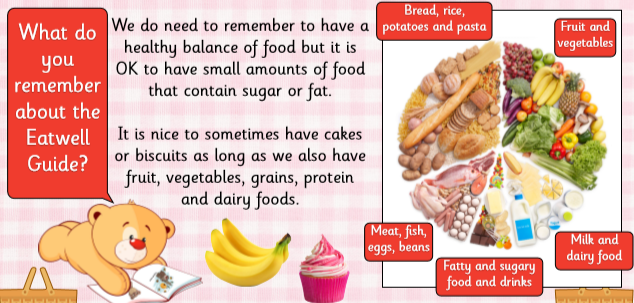 What do
you
remember
about the
Eatwell
Guide?
We do need to remember to have a
healthy balance of food but it is
OK to have small amounts of food
that contain sugar or fat.
It is nice to sometimes have cakes
or biscuits as long as we also have
fruit, vegetables, grains, protein
and dairy foods.
Bread, rice,
potatoes and pasta
Fruit and
vegetables
Meat, fish,
eggs, beans
Fatty and sugary
food and drinks
Milk and
dairy food